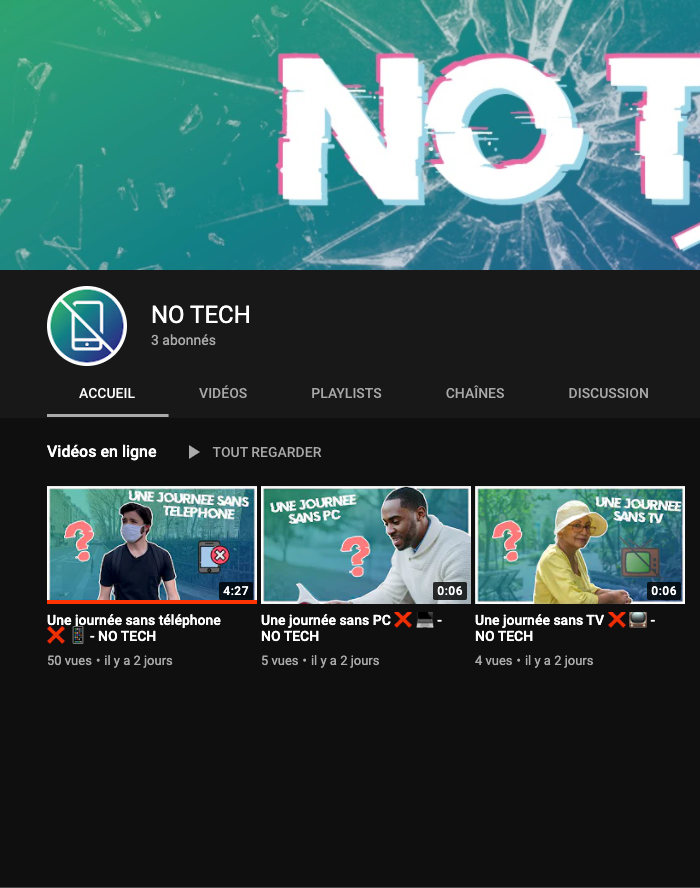 NO T
NO TECH
3 abonnés
ACCUEIL
VIDÉOS
PLAYLISTS
CHAÎNES
DISCUSSION
Vidéos en ligne
TOUT REGARDER
UNE JOURNEE SANS
TELEPHONE
?
4:27
UNE JOURNEE
SANS PC
?
0:06
UNE JOURNEE
SANS TV
?
0:06
Une journée sans téléphone
❌ 📱 - NO TECH
50 vues • il y a 2 jours
Une journée sans PC ❌ 💻 -
NO TECH
5 vues • il y a 2 jours
Une journée sans TV ❌ 📺 -
NO TECH
4 vues • il y a 2 jours